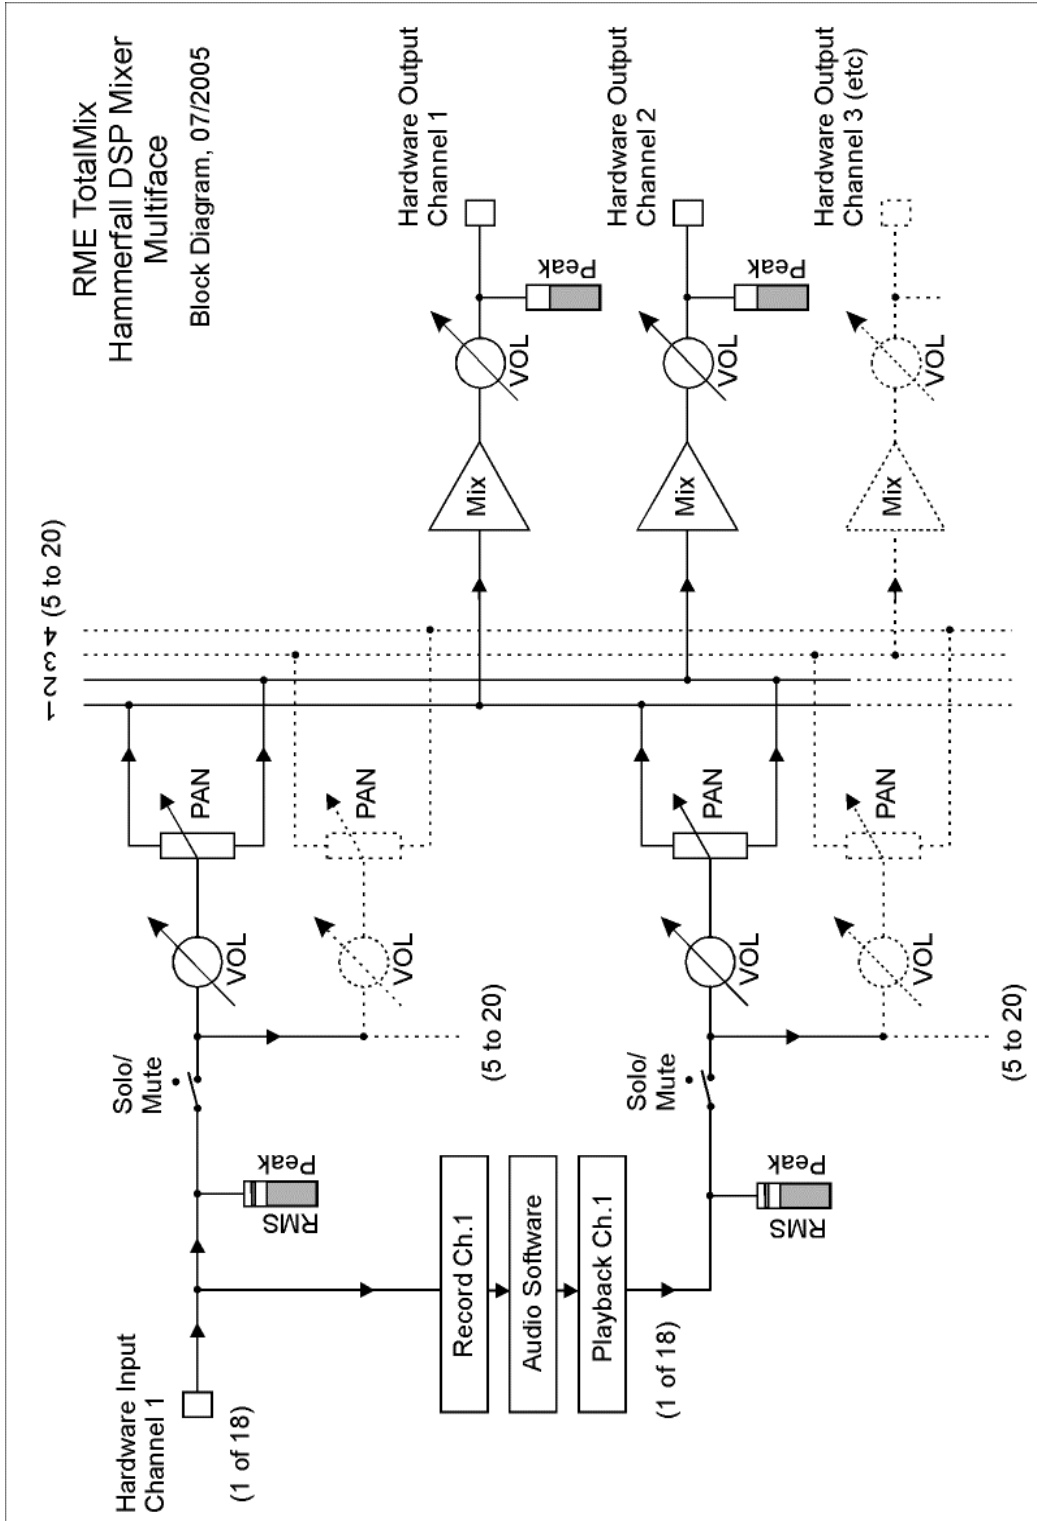 RME TotalMix
Hammerfall DSP Mixer
Multiface
Block Diagram, 07/2005
Hardware Input
Channel 1
(1 of 18)
RMS
Peak
Solo/
Mute
VOL
PAN
VOL
PAN
(5 to 20)
1 2 3 4 (5 to 20)
Record Ch.1
Audio Software
Playback Ch.1
(1 of 18)
RMS
Peak
Solo/
Mute
VOL
PAN
VOL
PAN
(5 to 20)
Mix
VOL
Peak
Hardware Output
Channel 1
Mix
VOL
Peak
Hardware Output
Channel 2
Mix
VOL
Hardware Output
Channel 3 (etc)